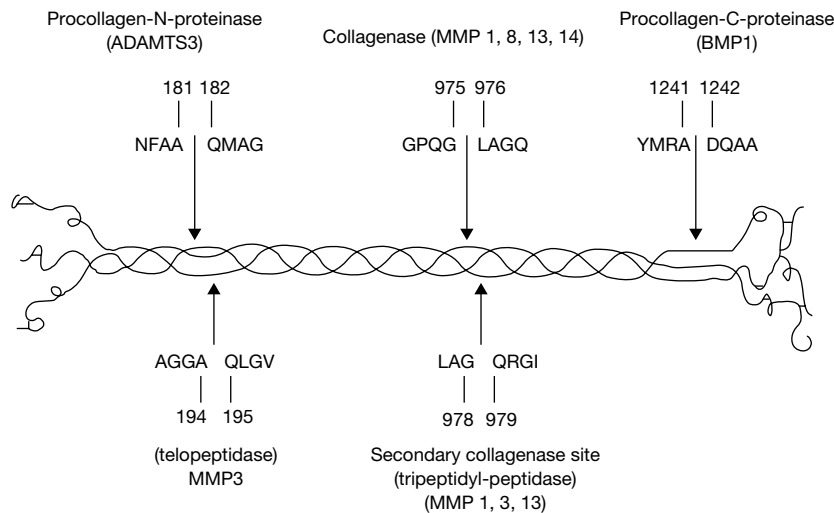 Procollagen-N-proteinase
(ADAMTS3)
181 182
NFAA QMAG
Collagenase (MMP 1, 8, 13, 14)
975 976
GPQG LAGQ
Procollagen-C-proteinase
(BMP1)
1241 1242
YMRA DQAA
AGGA QLGV
194 195
(telopeptidase)
MMP3
LAG QRGI
978 979
Secondary collagenase site
(tripeptidyl-peptidase)
(MMP 1, 3, 13)